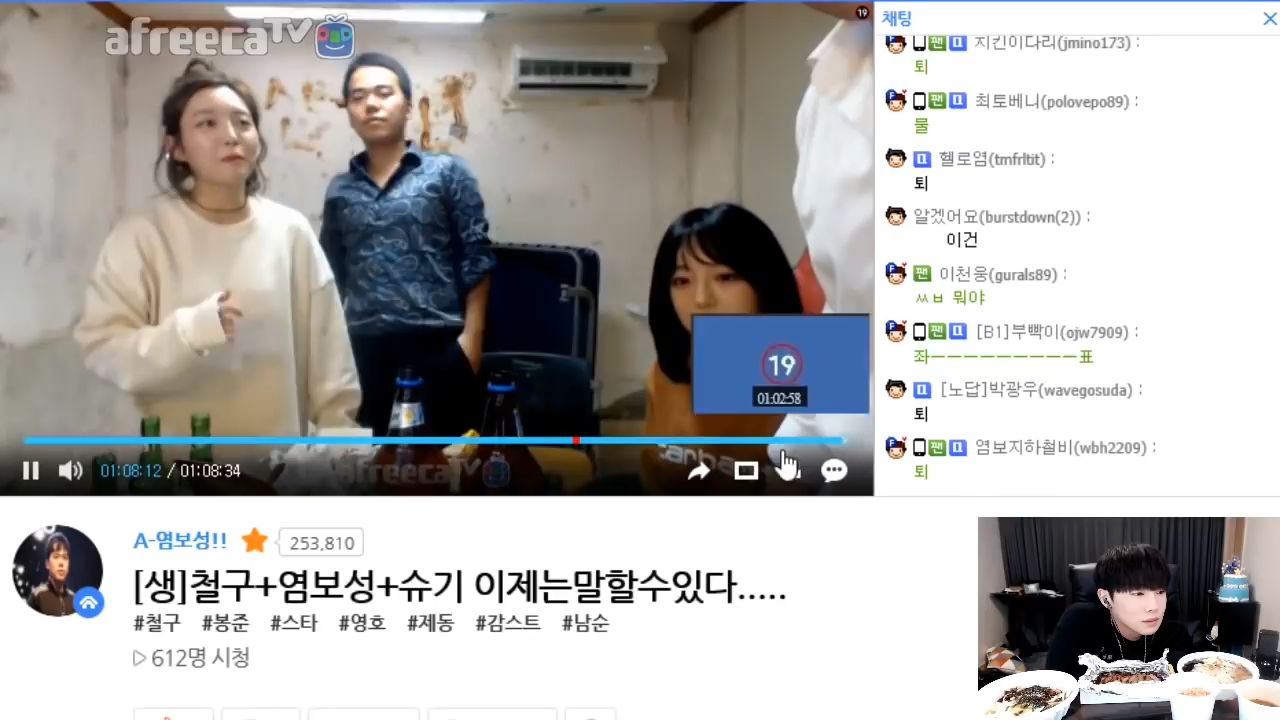 afreecaTV
19
채팅
지킨이다리(jmino173) :
퇴
최토베니(polovepo89) :
물
헬로염(tmfrltit) :
퇴
알겠어요(burstdown(2)) :
이건
팬 이천웅(gurals89) :
ㅆㅂ 뭐야
팬 [B1]부빡이(ojw7909) :
좌ㅡㅡㅡㅡㅡㅡㅡㅡㅡ표
[노답]박광우(wavegosuda) :
퇴
팬 염보지하철비(wbh2209) :
퇴
19
01:02:58
01:08:12 / 01:08:34
afreecaTV
A-염보성!! 253,810
[생]철구+염보성+슈기 이제는말할수있다.....
#철구 #봉준 #스타 #영호 #제동 #감스트 #남순
612명 시청